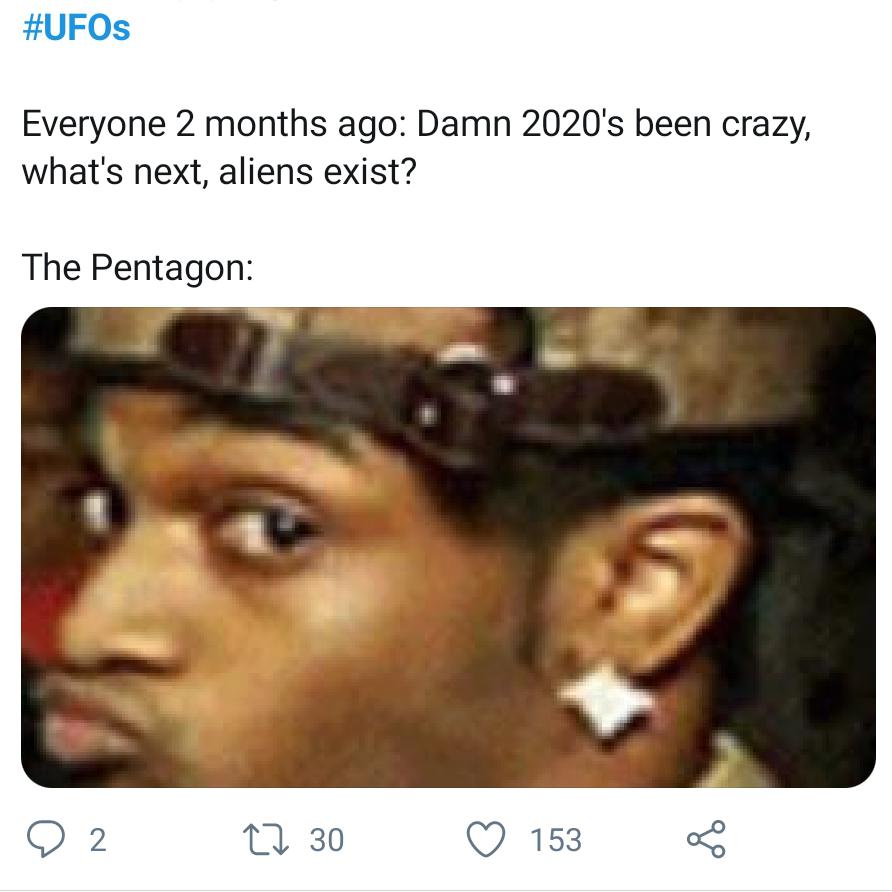 #UFOs
Everyone 2 months ago: Damn 2020's been crazy,
what's next, aliens exist?
The Pentagon:
2 30 153